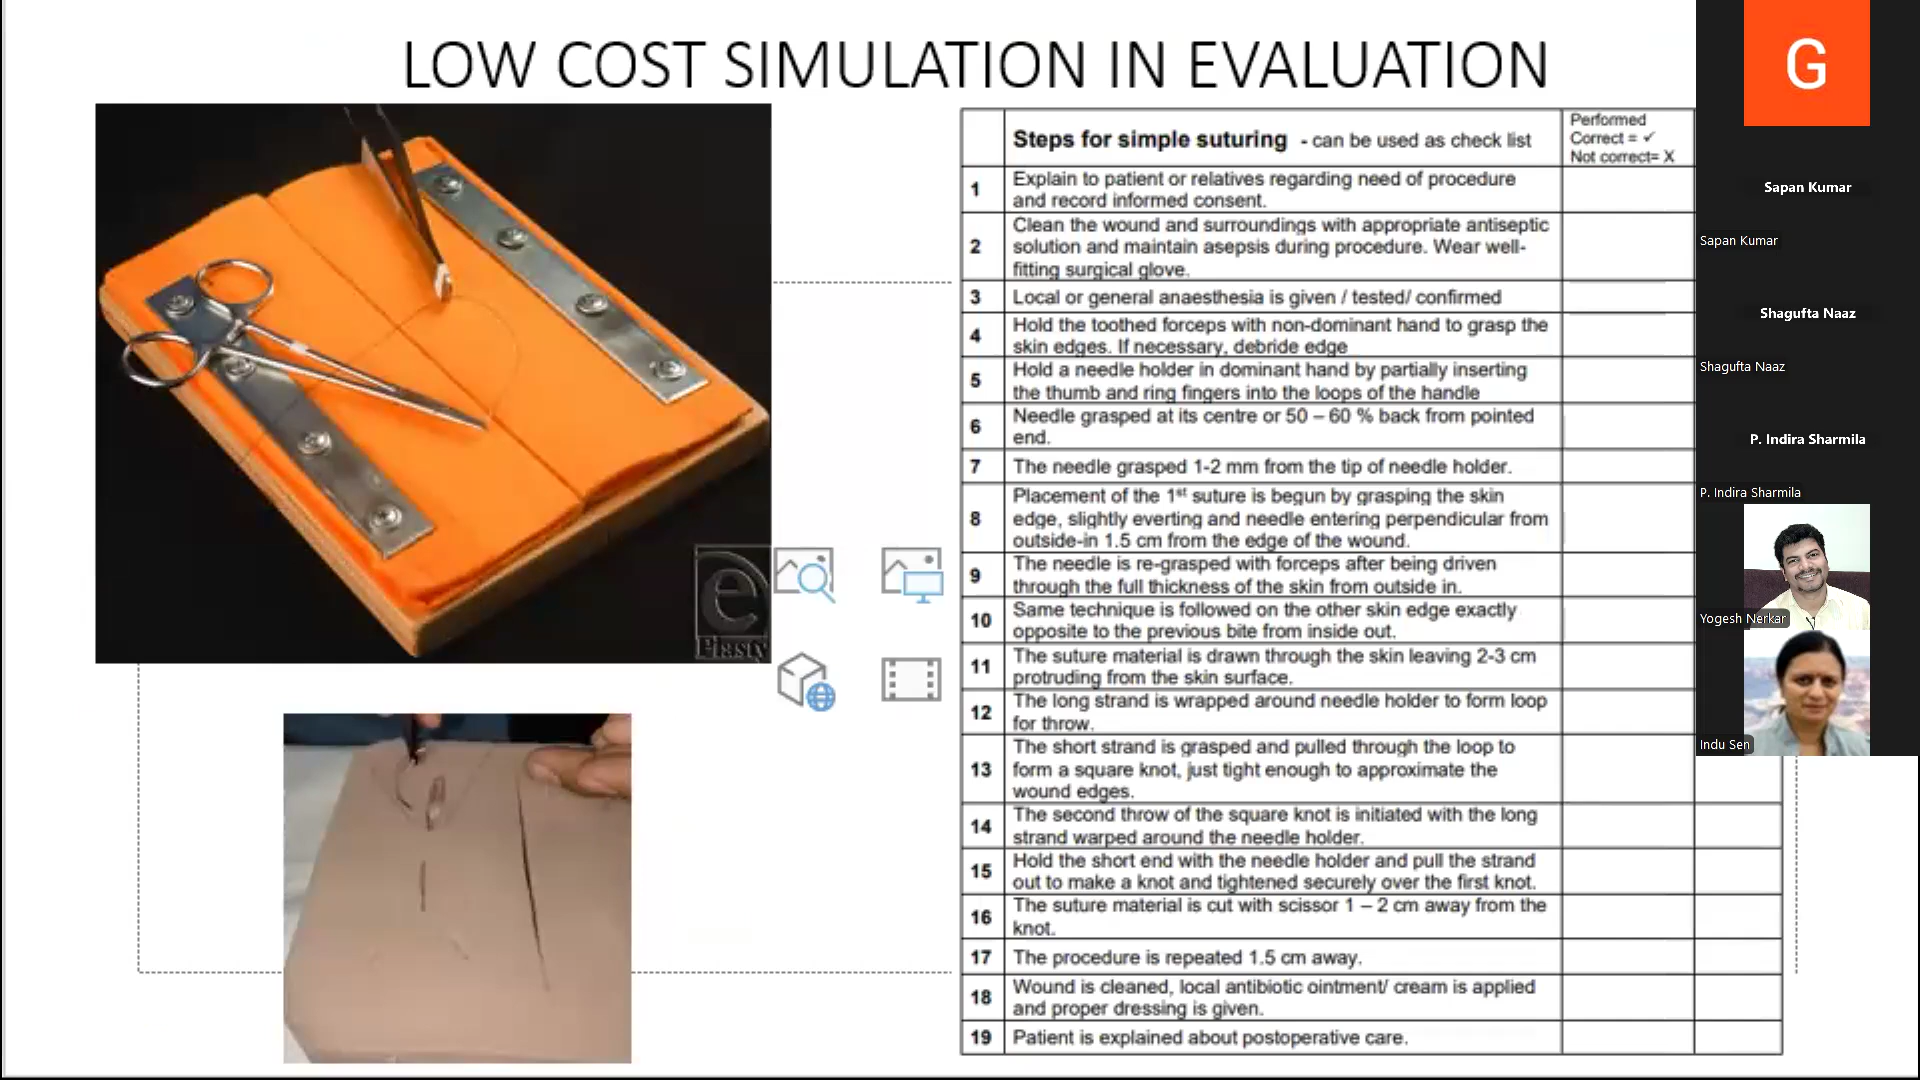 LOW COST SIMULATION IN EVALUATION
Steps for simple suturing - can be used as check list
Performed
Correct = ✓
Not correct= X
1
Explain to patient or relatives regarding need of procedure
and record informed consent.
2
Clean the wound and surroundings with appropriate antiseptic
solution and maintain asepsis during procedure. Wear well-
fitting surgical glove.
3
Local or general anaesthesia is given / tested/ confirmed
4
Hold the toothed forceps with non-dominant hand to grasp the
skin edges. If necessary, debride edge
5
Hold a needle holder in dominant hand by partially inserting
the thumb and ring fingers into the loops of the handle
6
Needle grasped at its centre or 50 – 60 % back from pointed
end.
7
The needle grasped 1-2 mm from the tip of needle holder.
8
Placement of the 1st suture is begun by grasping the skin
edge, slightly everting and needle entering perpendicular from
outside-in 1.5 cm from the edge of the wound.
9
The needle is re-grasped with forceps after being driven
through the full thickness of the skin from outside in.
10
Same technique is followed on the other skin edge exactly
opposite to the previous bite from inside out.
11
The suture material is drawn through the skin leaving 2-3 cm
protruding from the skin surface.
12
The long strand is wrapped around needle holder to form loop
for throw.
13
The short strand is grasped and pulled through the loop to
form a square knot, just tight enough to approximate the
wound edges.
14
The second throw of the square knot is initiated with the long
strand warped around the needle holder.
15
Hold the short end with the needle holder and pull the strand
out to make a knot and tightened securely over the first knot.
16
The suture material is cut with scissor 1 – 2 cm away from the
knot.
17
The procedure is repeated 1.5 cm away.
18
Wound is cleaned, local antibiotic ointment/ cream is applied
and proper dressing is given.
19
Patient is explained about postoperative care.
e
Plasty
G
Sapan Kumar
Sapan Kumar
Shagufta Naaz
Shagufta Naaz
P. Indira Sharmila
P. Indira Sharmila
Yogesh Nerkar
Indu Sen